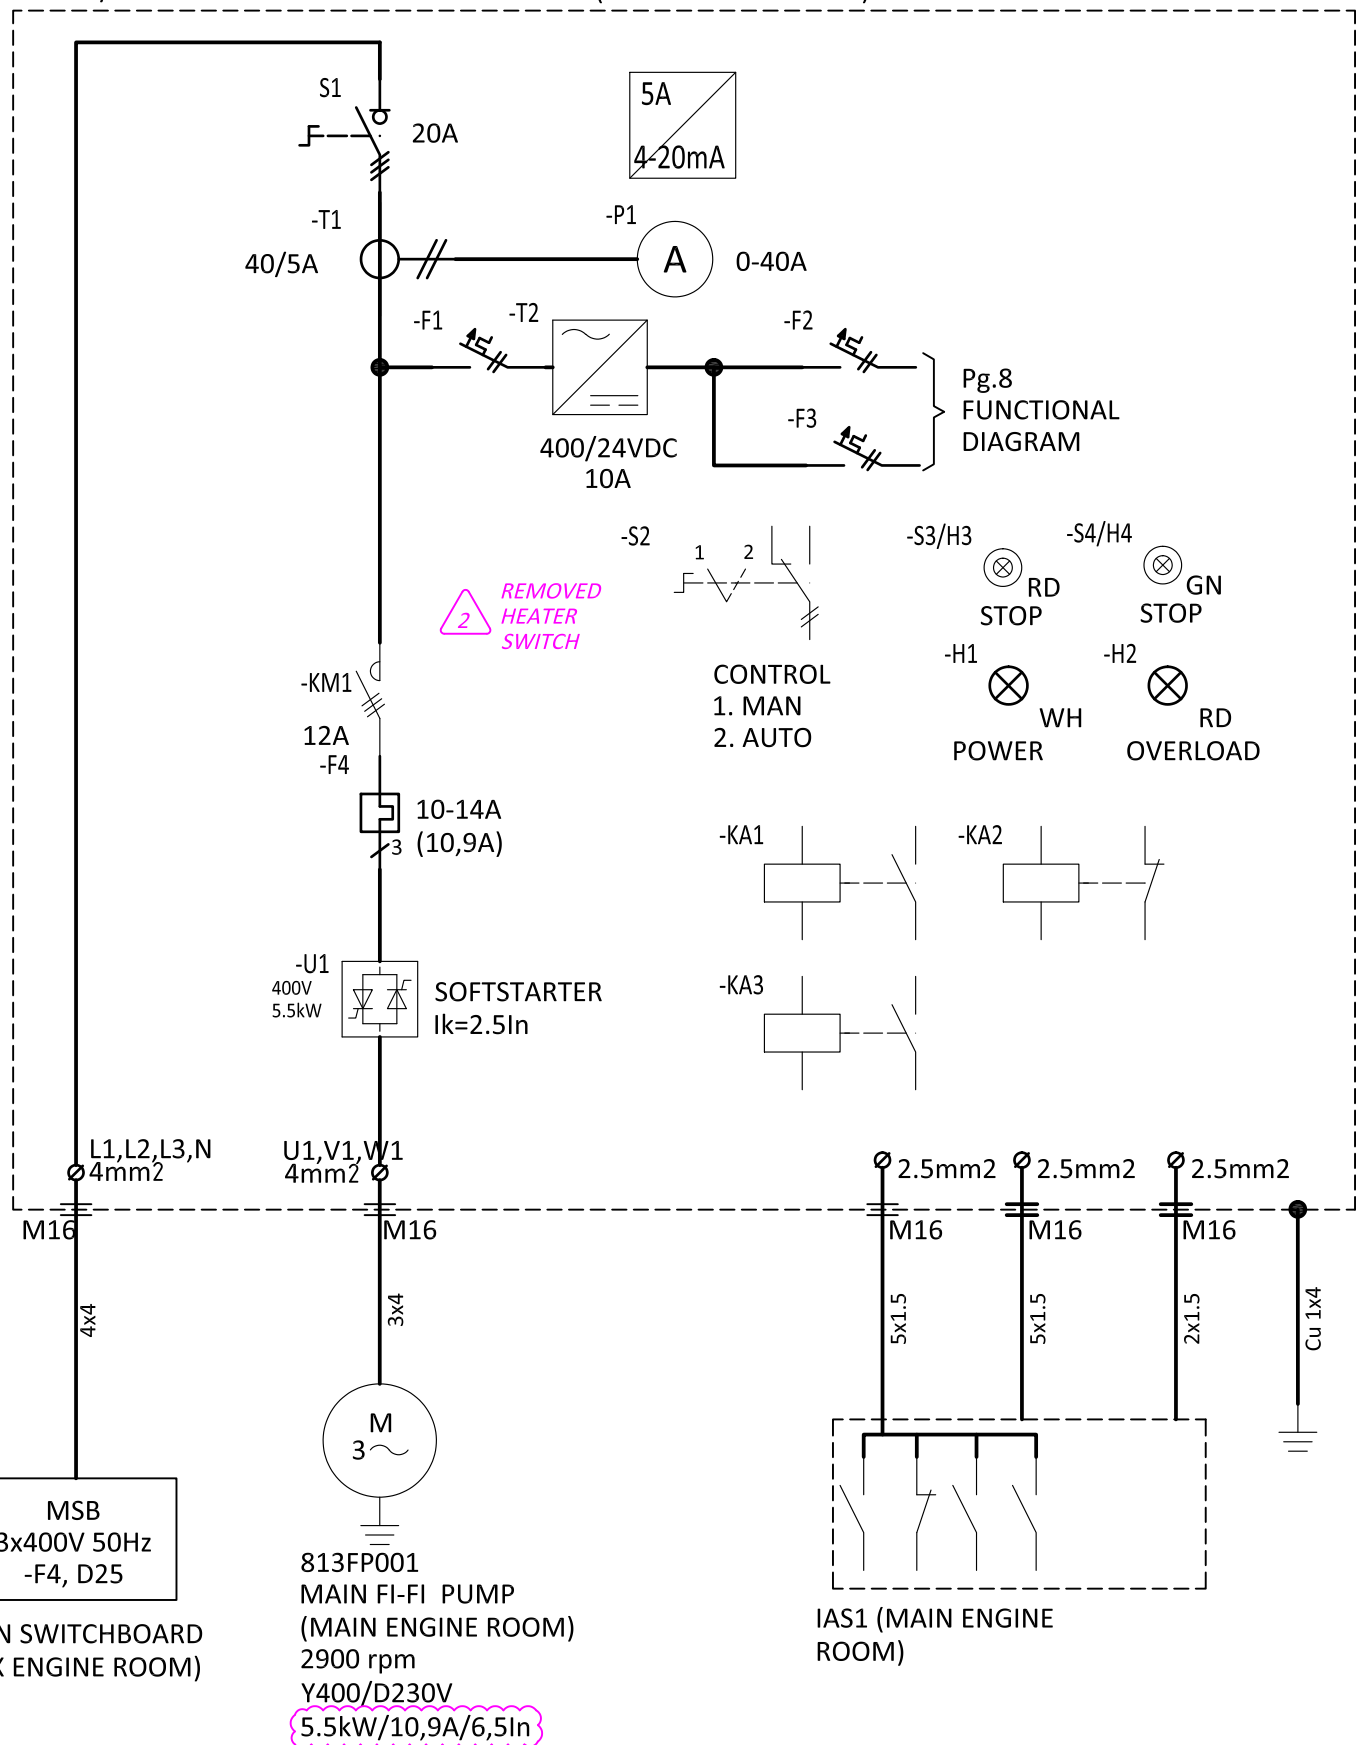 S1
20A
5A
4-20mA
-T1
40/5A
-P1
A
0-40A
-F1
-T2
-F2
-F3
400/24VDC
10A
Pg.8
FUNCTIONAL
DIAGRAM
-S2
1 2
-S3/H3
RD
STOP
-S4/H4
GN
STOP
2
REMOVED
HEATER
SWITCH
CONTROL
1. MAN
2. AUTO
-H1
WH
POWER
-H2
RD
OVERLOAD
-KM1
12A
-F4
10-14A
3 (10,9A)
-KA1
-KA2
-KA3
-U1
400V
5.5kW
SOFTSTARTER
Ik=2.5In
L1,L2,L3,N
4mm2
U1,V1,W1
4mm2
2.5mm2
2.5mm2
2.5mm2
M16
M16
M16
M16
M16
4x4
3x4
5x1.5
5x1.5
2x1.5
Cu 1x4
M
3
MSB
3x400V 50Hz
-F4, D25
N SWITCHBOARD
X ENGINE ROOM)
813FP001
MAIN FI-FI PUMP
(MAIN ENGINE ROOM)
2900 rpm
Y400/D230V
5.5kW/10,9A/6,5In
IAS1 (MAIN ENGINE
ROOM)